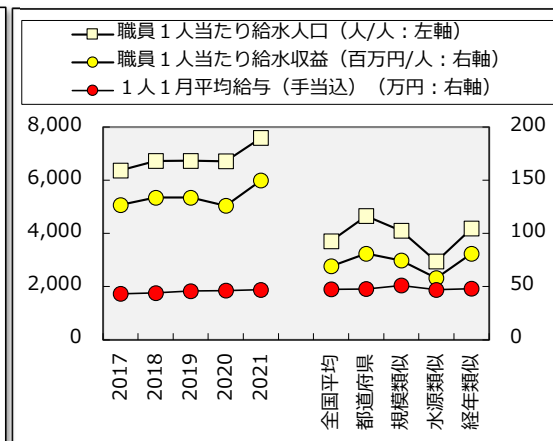 職員１人当たり給水人口（人/人：左軸）
職員１人当たり給水収益（百万円/人：右軸）
１人１月平均給与（手当込）（万円：右軸）
8,000
6,000
4,000
2,000
0
200
150
100
50
0
2017
2018
2019
2020
2021
全国平均
都道府県
規模類似
水源類似
経年類似